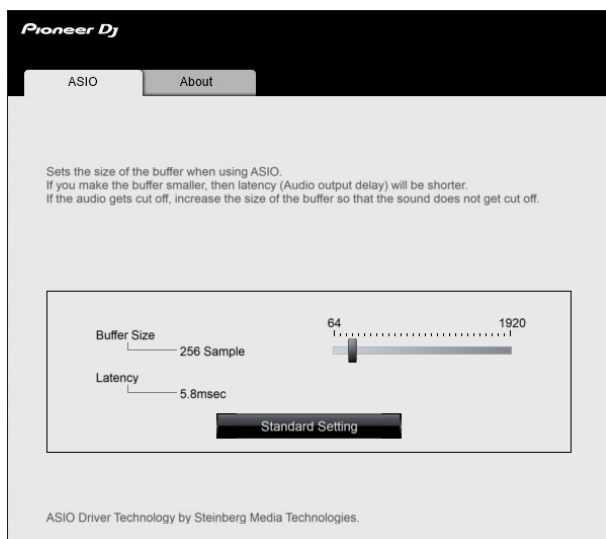 Pioneer Dj
ASIO
About
Sets the size of the buffer when using ASIO.
If you make the buffer smaller, then latency (Audio output delay) will be shorter.
If the audio gets cut off, increase the size of the buffer so that the sound does not get cut off.
64
1920
Buffer Size
256 Sample
Latency
5.8msec
Standard Setting
ASIO Driver Technology by Steinberg Media Technologies.